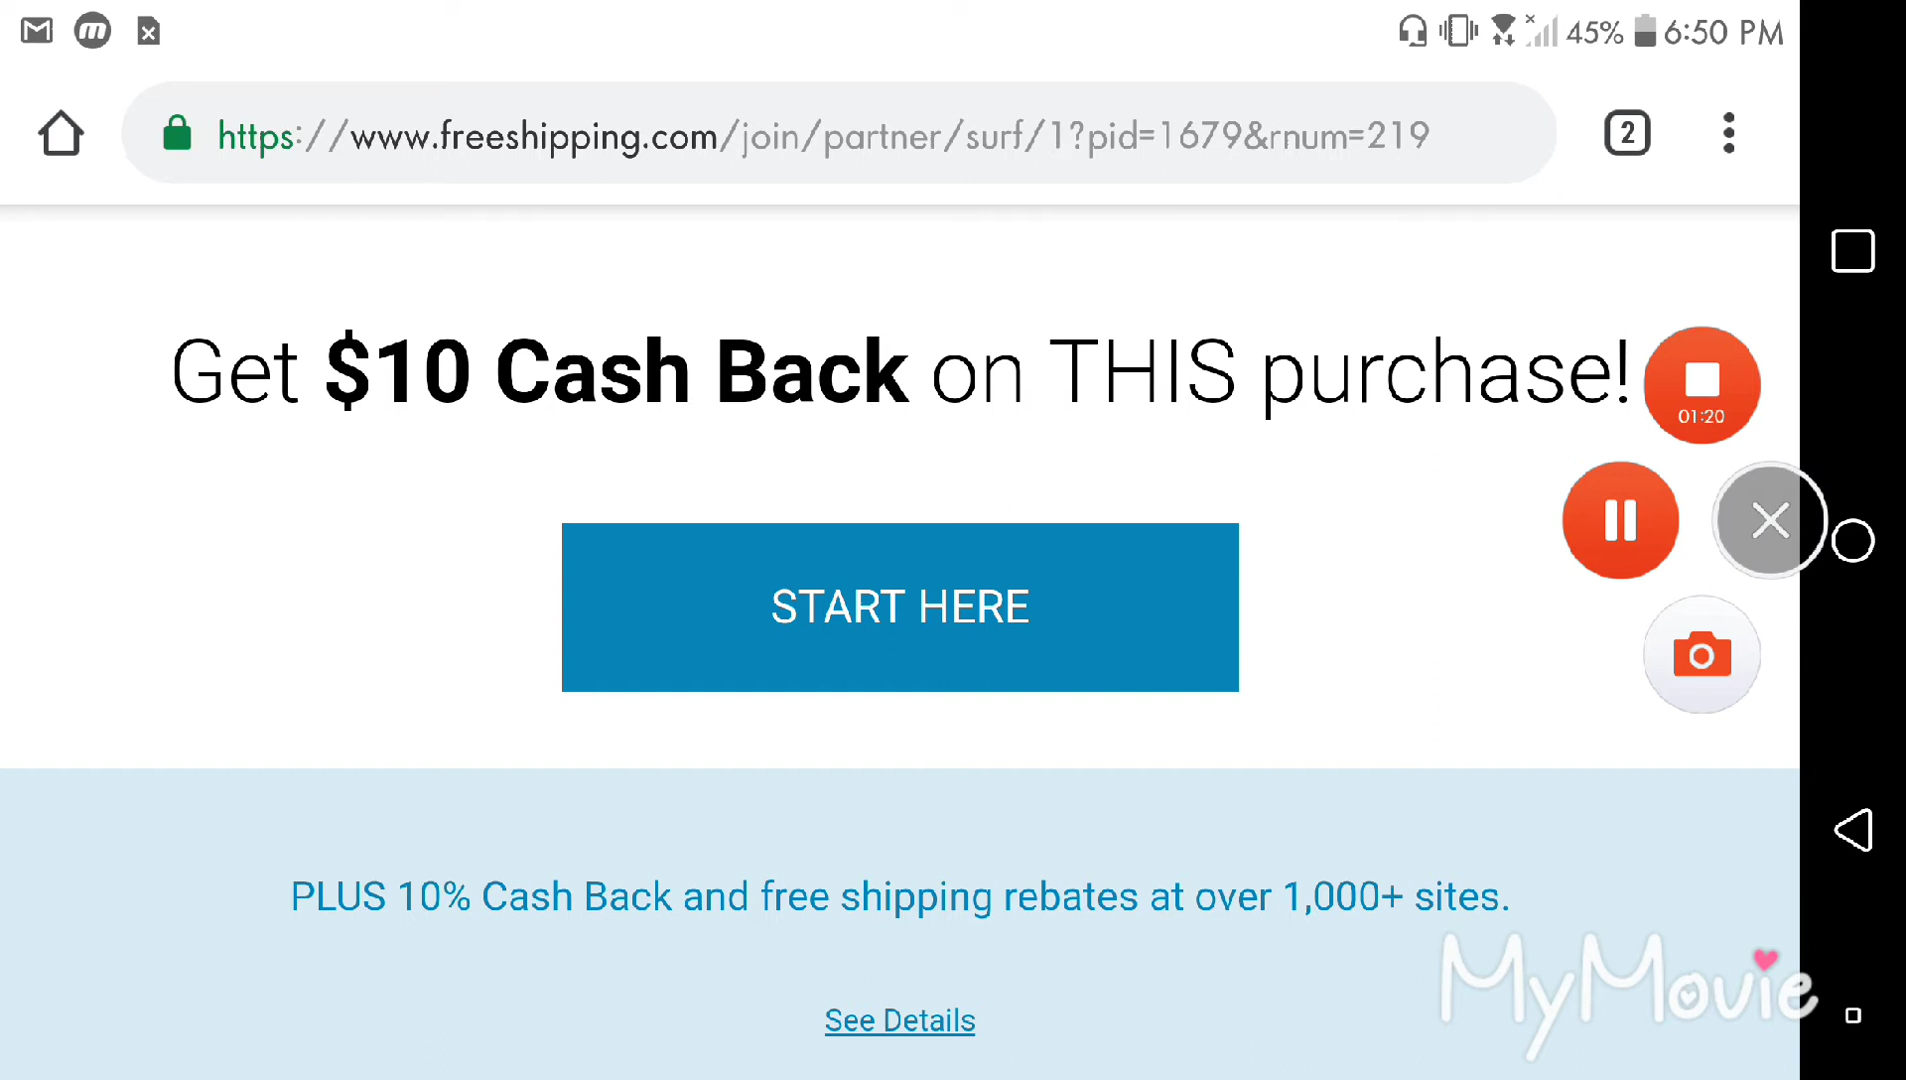 45% 6:50 PM
https://www.freeshipping.com/join/partner/surf/1?pid=1679&rnum=219
2
Get $10 Cash Back on THIS purchase!
01:20
START HERE
PLUS 10% Cash Back and free shipping rebates at over 1,000+ sites.
MyMovie
See Details